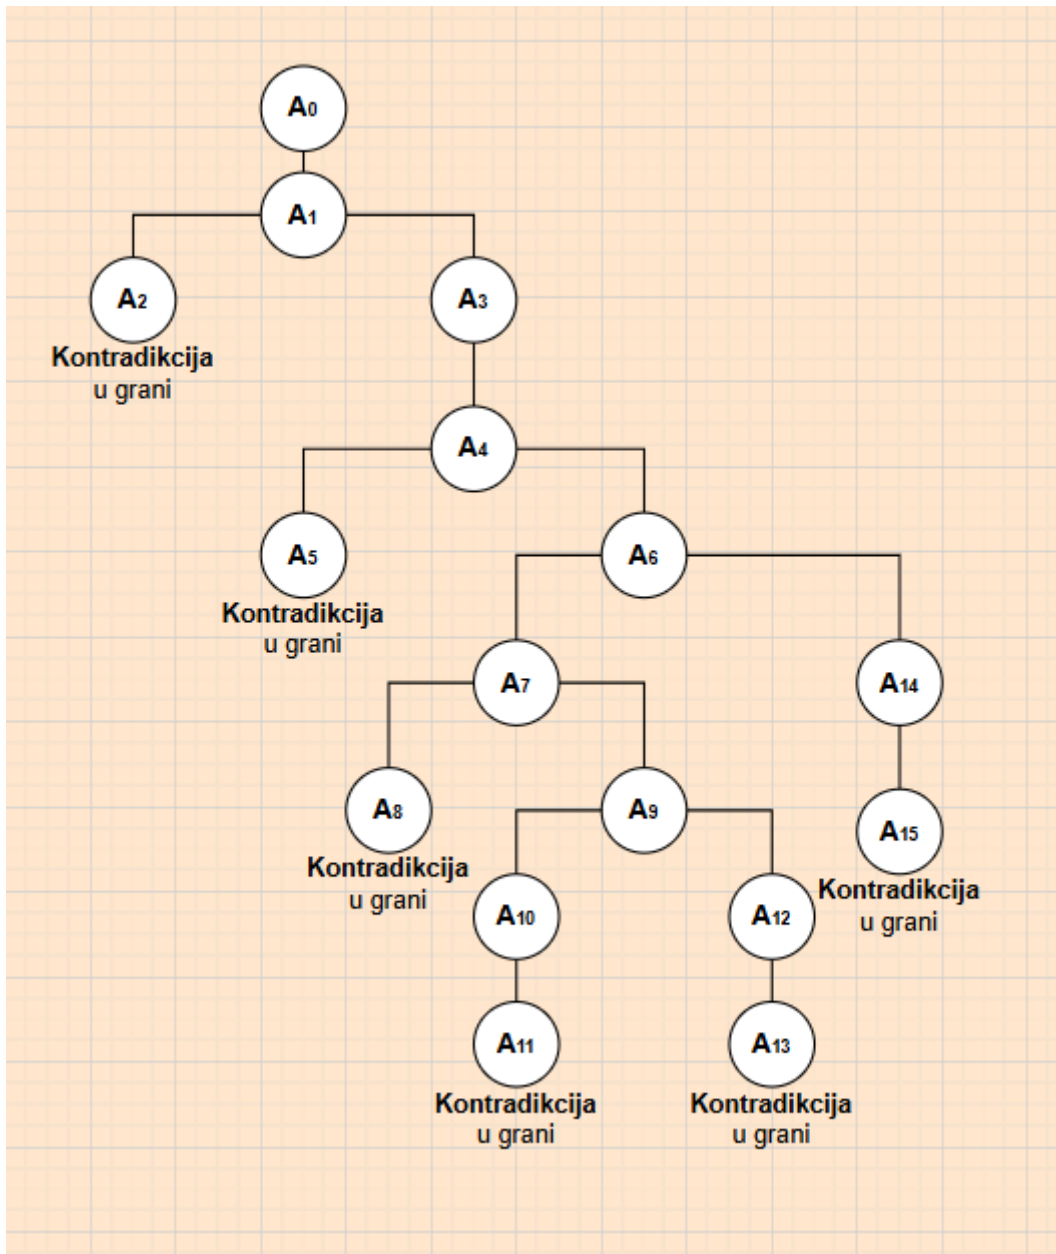 A0
A1
A2
A3
Kontradikcija
u grani
A4
A5
A6
Kontradikcija
u grani
A7
A14
A8
A9
A15
Kontradikcija
u grani
Kontradikcija
u grani
A10
A12
A11
A13
Kontradikcija
u grani
Kontradikcija
u grani